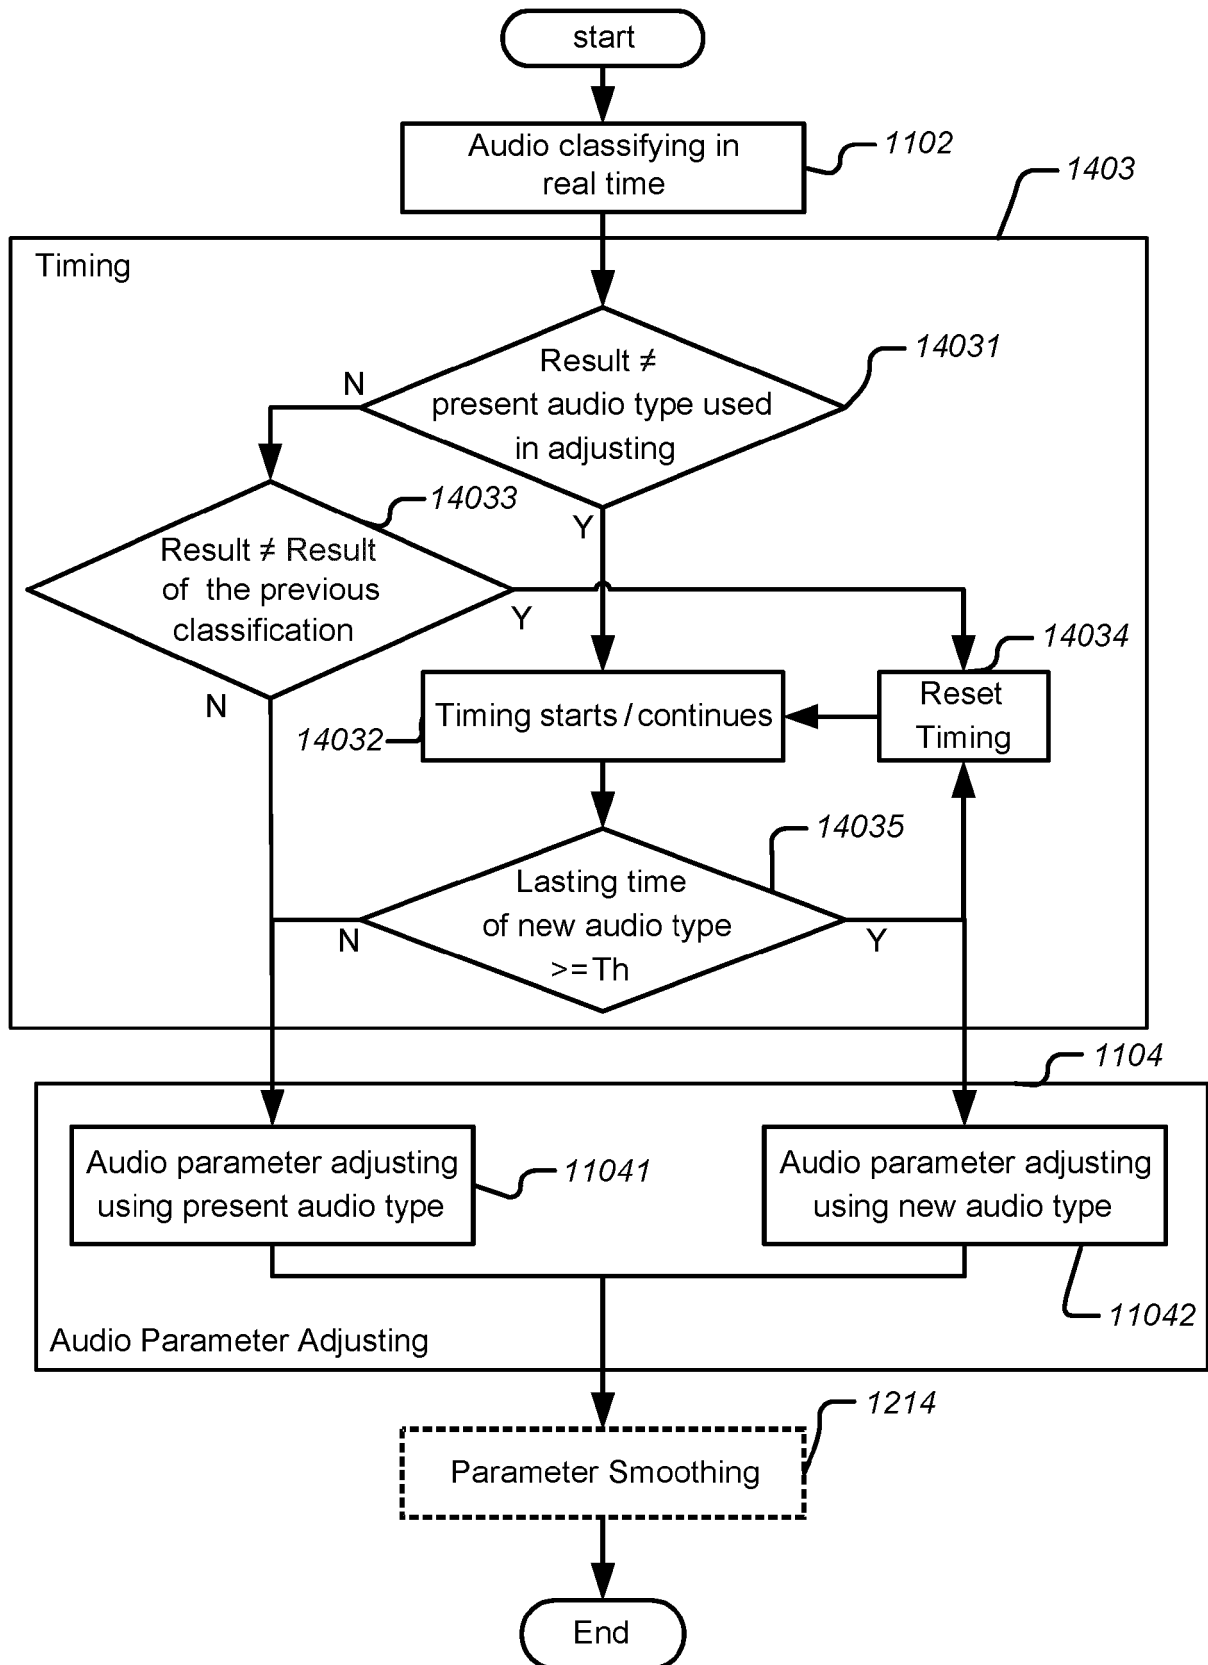 start
Audio classifying in
real time
1102
1403
Timing
Result ≠
present audio type used
in adjusting
14031
N
Y
14033
Result ≠ Result
of the previous
classification
Y
N
14034
Reset
Timing
Timing starts / continues
14032
14035
Lasting time
of new audio type
>=Th
N
Y
1104
Audio parameter adjusting
using present audio type
11041
Audio parameter adjusting
using new audio type
11042
Audio Parameter Adjusting
1214
Parameter Smoothing
End